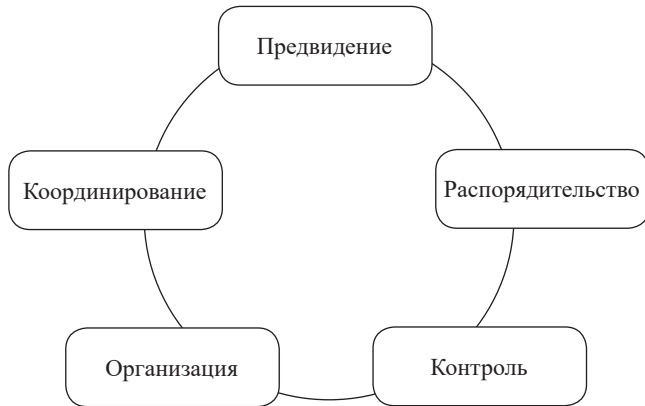 Предвидение
Координирование
Распорядительство
Организация
Контроль